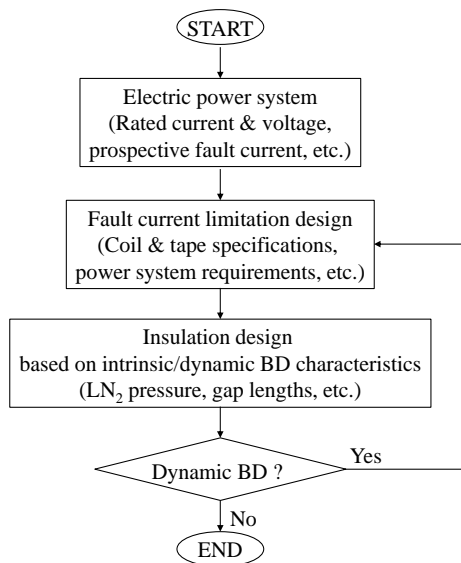 START
Electric power system
(Rated current & voltage,
prospective fault current, etc.)
Fault current limitation design
(Coil & tape specifications,
power system requirements, etc.)
Insulation design
based on intrinsic/dynamic BD characteristics
(LN₂ pressure, gap lengths, etc.)
Dynamic BD ?
Yes
No
END